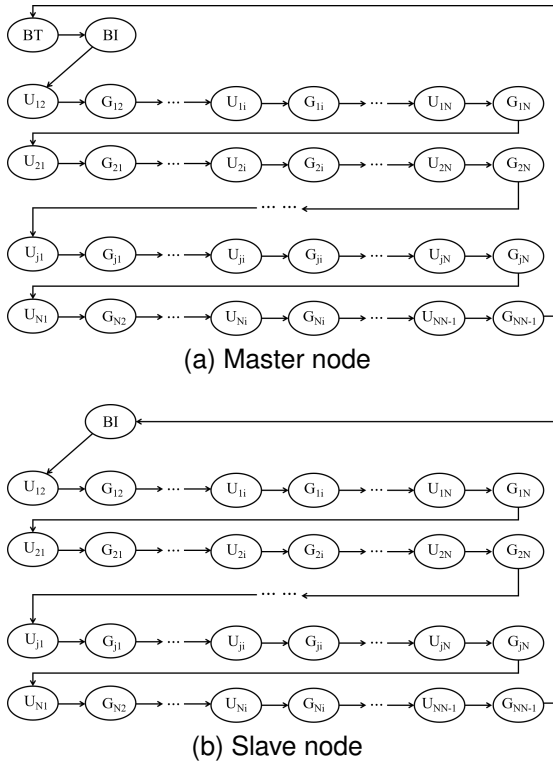 BT BI
U12 G12 ... U1i G1i ... U1N G1N
U21 G21 ... U2i G2i ... U2N G2N
... ...
Uj1 Gj1 ... Uji Gji ... UjN GjN
UN1 GN2 ... UNi GNi ... UNN-1 GNN-1
(a) Master node
BI
U12 G12 ... U1i G1i ... U1N G1N
U21 G21 ... U2i G2i ... U2N G2N
... ...
Uj1 Gj1 ... Uji Gji ... UjN GjN
UN1 GN2 ... UNi GNi ... UNN-1 GNN-1
(b) Slave node